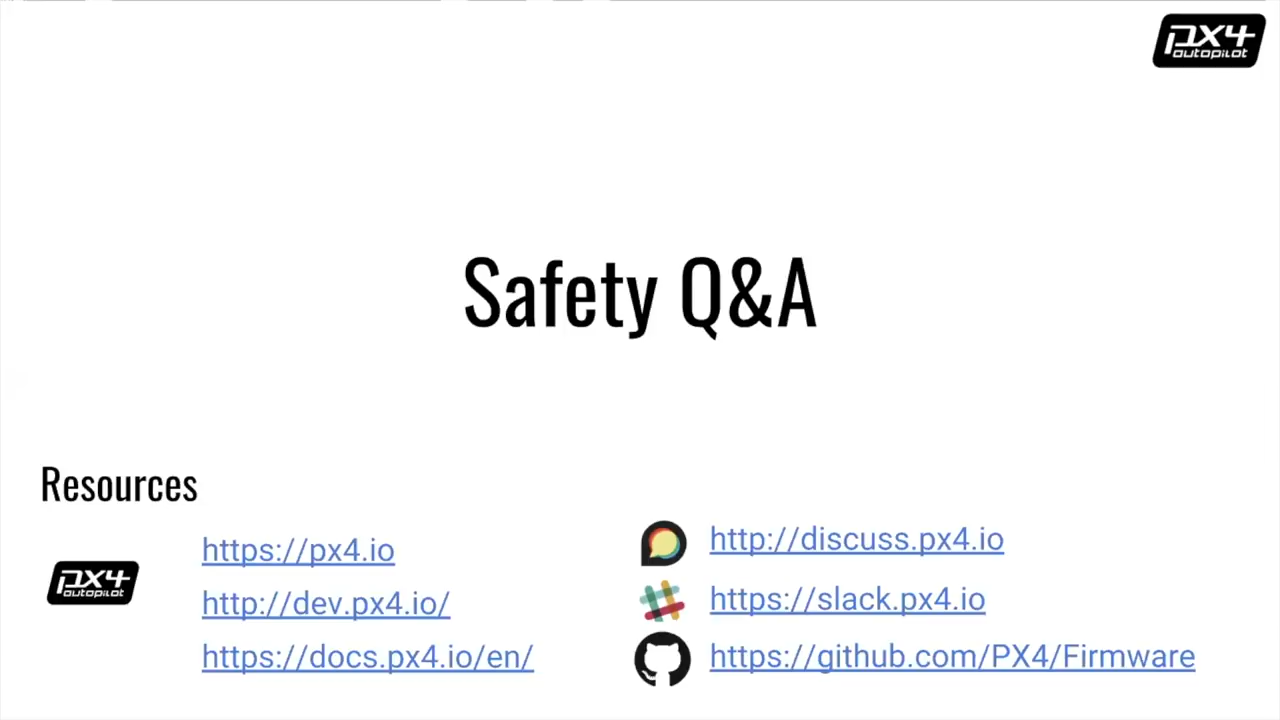 PX4
autopilot
Safety Q&A
Resources
https://px4.io
http://dev.px4.io/
https://docs.px4.io/en/
PX4
autopilot
http://discuss.px4.io
https://slack.px4.io
https://github.com/PX4/Firmware